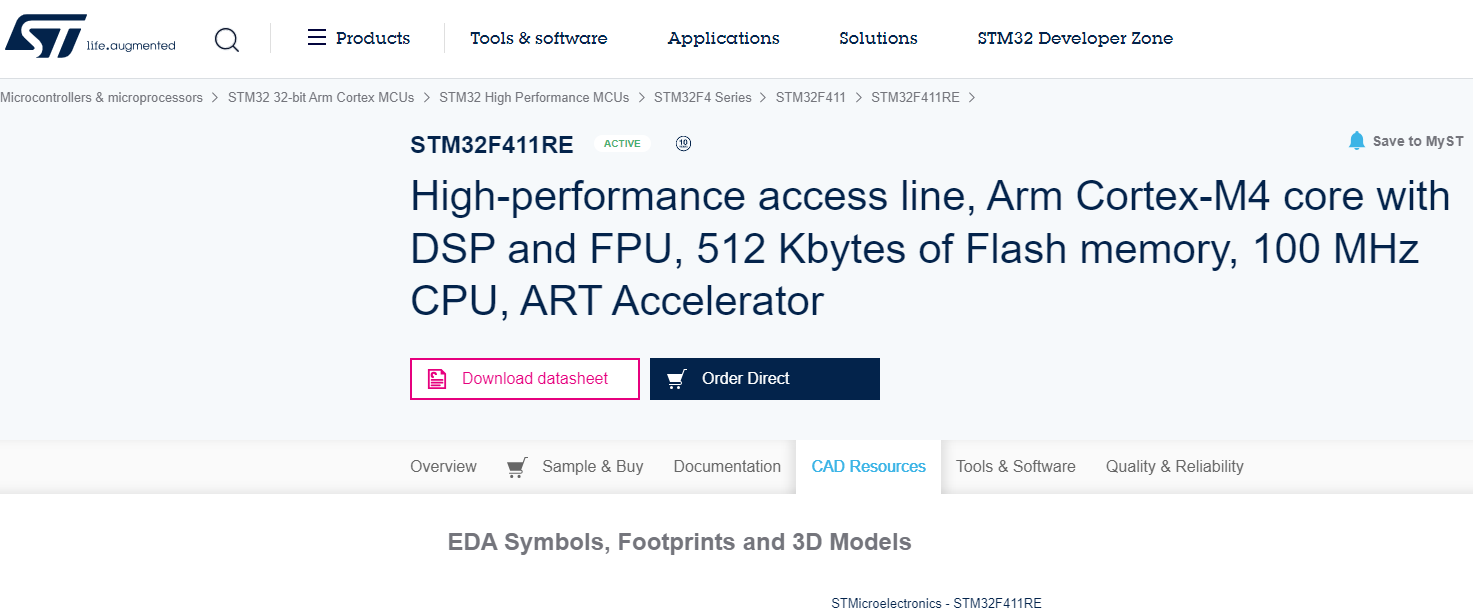 ST life.augmented
Products Tools & software Applications Solutions STM32 Developer Zone
Microcontrollers & microprocessors > STM32 32-bit Arm Cortex MCUs > STM32 High Performance MCUs > STM32F4 Series > STM32F411 > STM32F411RE >
STM32F411RE ACTIVE 10
Save to MyST
High-performance access line, Arm Cortex-M4 core with
DSP and FPU, 512 Kbytes of Flash memory, 100 MHz
CPU, ART Accelerator
Download datasheet Order Direct
Overview Sample & Buy Documentation CAD Resources Tools & Software Quality & Reliability
EDA Symbols, Footprints and 3D Models
STMicroelectronics - STM32F411RE